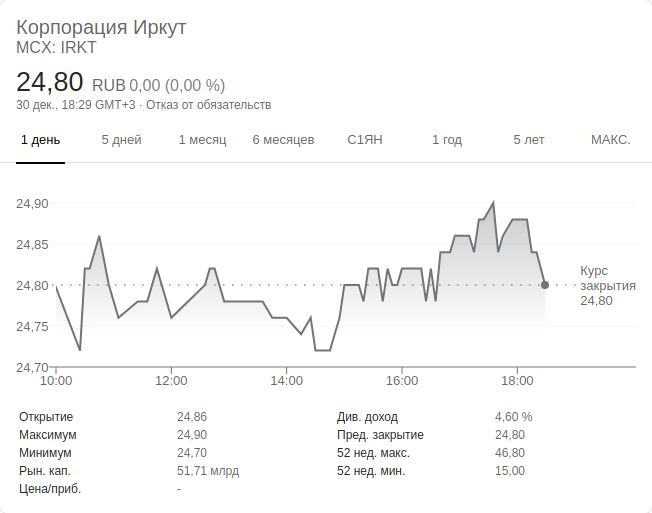 Корпорация Иркут
MCX: IRKT
24,80 RUB 0,00 (0,00 %)
30 дек., 18:29 GMT+3 · Отказ от обязательств
1 день 5 дней 1 месяц 6 месяцев С1ЯН 1 год 5 лет МАКС.
24,90
24,85
24,80
24,75
24,70
Курс
закрытия
24,80
10:00 12:00 14:00 16:00 18:00
Открытие 24,86 Див. доход 4,60 %
Максимум 24,90 Пред. закрытие 24,80
Минимум 24,70 52 нед. макс. 46,80
Рын. кап. 51,71 млрд 52 нед. мин. 15,00
Цена/приб. -